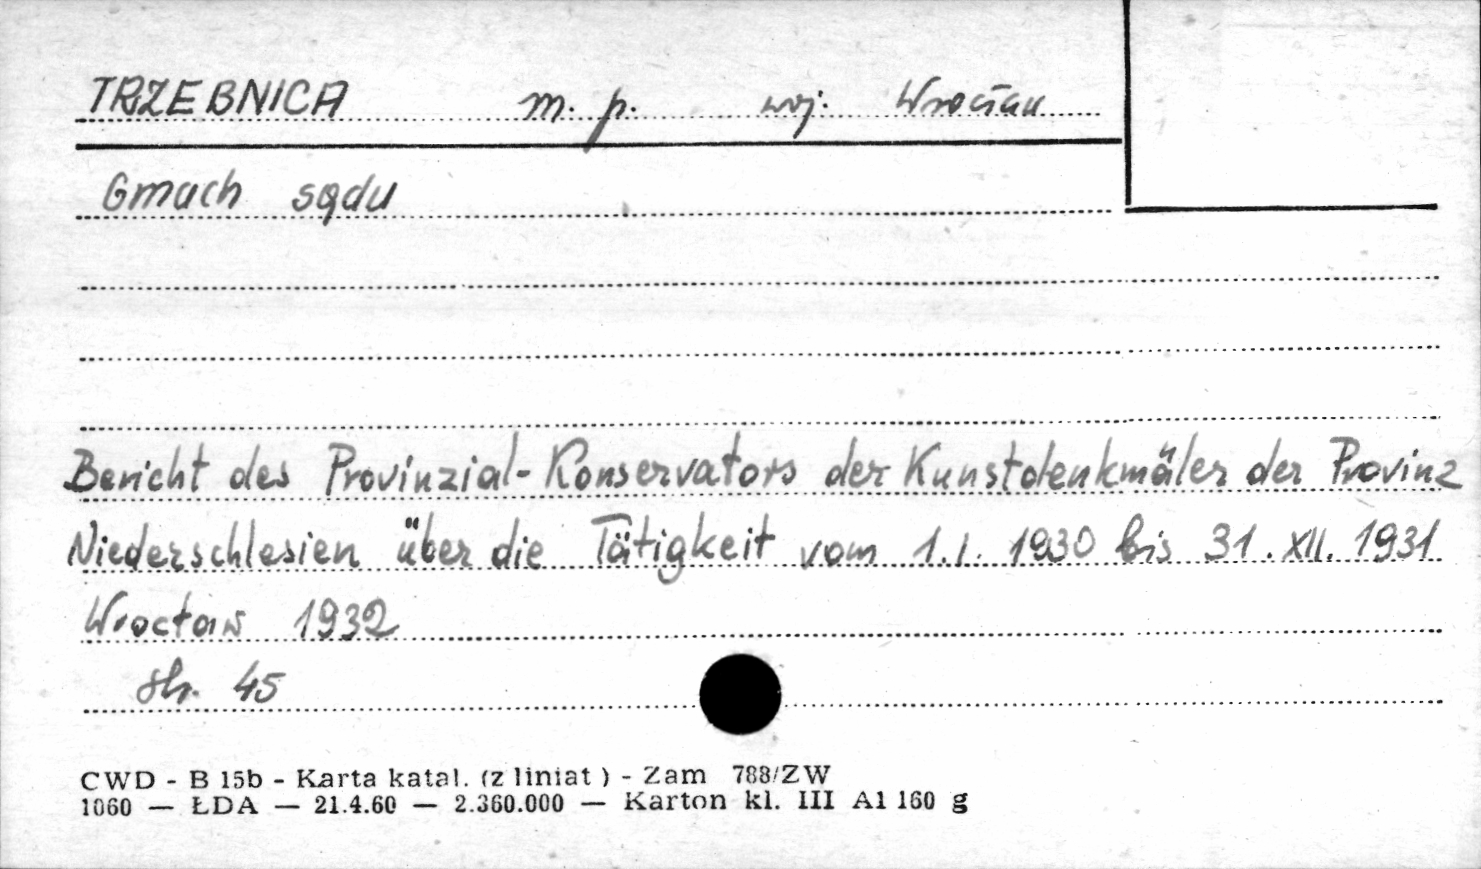 TRZEBNICA m. p. woj. Wrocław
Gmach sądu
Bericht des Provinzial-Konservators der Kunstdenkmäler der Provinz
Niederschlesien über die Tätigkeit vom 1.I. 1930 bis 31. XII. 1931
Wrocław 1932
str. 45
CWD - B 15b - Karta katal. (z liniat ) - Zam 788/ZW
1060 — ŁDA — 21.4.60 — 2.360.000 — Karton kl. III A1 160 g